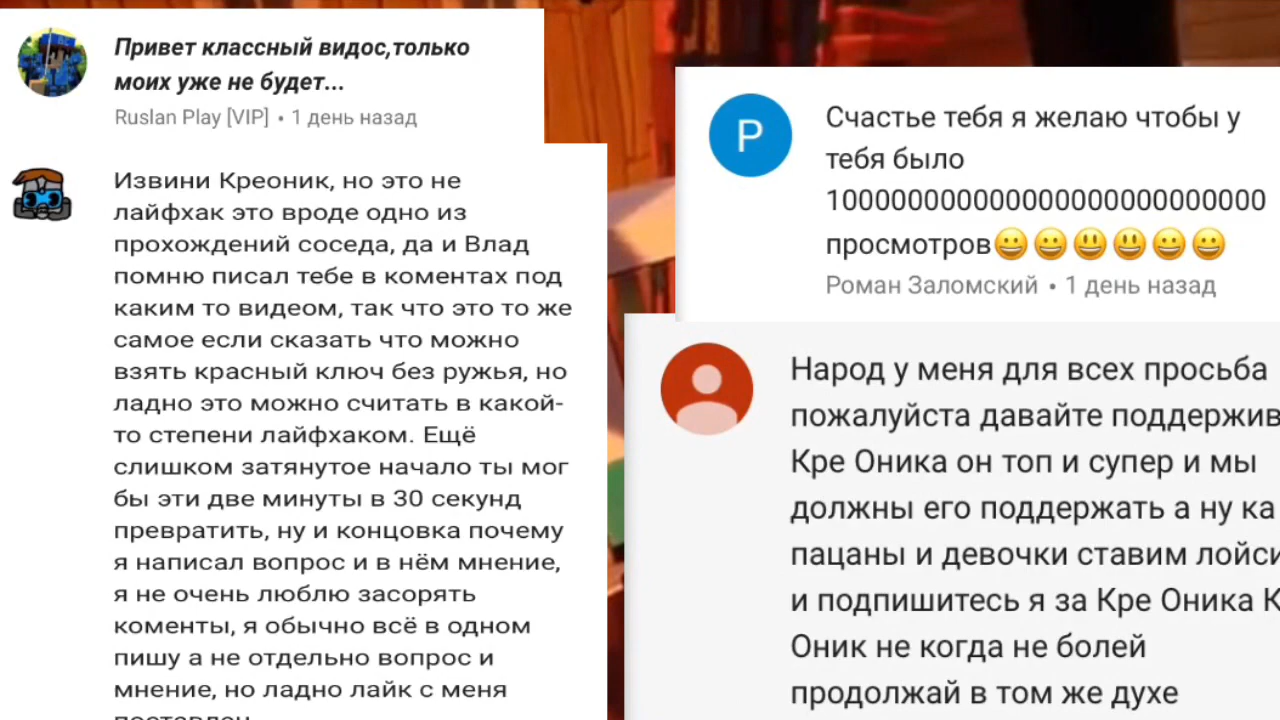 Привет классный видос,только
моих уже не будет...
Ruslan Play [VIP] • 1 день назад
Извини Креоник, но это не
лайфхак это вроде одно из
прохождений соседа, да и Влад
помню писал тебе в коментах под
каким то видеом, так что это то же
самое если сказать что можно
взять красный ключ без ружья, но
ладно это можно считать в какой-
то степени лайфхаком. Ещё
слишком затянутое начало ты мог
бы эти две минуты в 30 секунд
превратить, ну и концовка почему
я написал вопрос и в нём мнение,
я не очень люблю засорять
коменты, я обычно всё в одном
пишу а не отдельно вопрос и
мнение, но ладно лайк с меня
P
Счастье тебя я желаю чтобы у
тебя было
10000000000000000000000000000
просмотров😀😀😃😃😀😀
Роман Заломский • 1 день назад
Народ у меня для всех просьба
пожалуйста давайте поддержив
Кре Оника он топ и супер и мы
должны его поддержать а ну ка
пацаны и девочки ставим лойси
и подпишитесь я за Кре Оника К
Оник не когда не болей
продолжай в том же духе